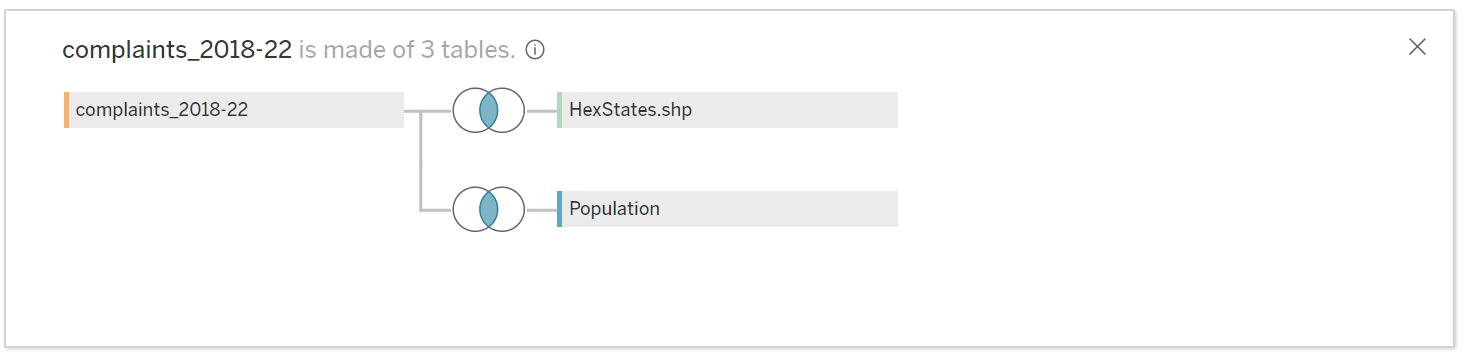 complaints_2018-22 is made of 3 tables.
complaints_2018-22
HexStates.shp
Population